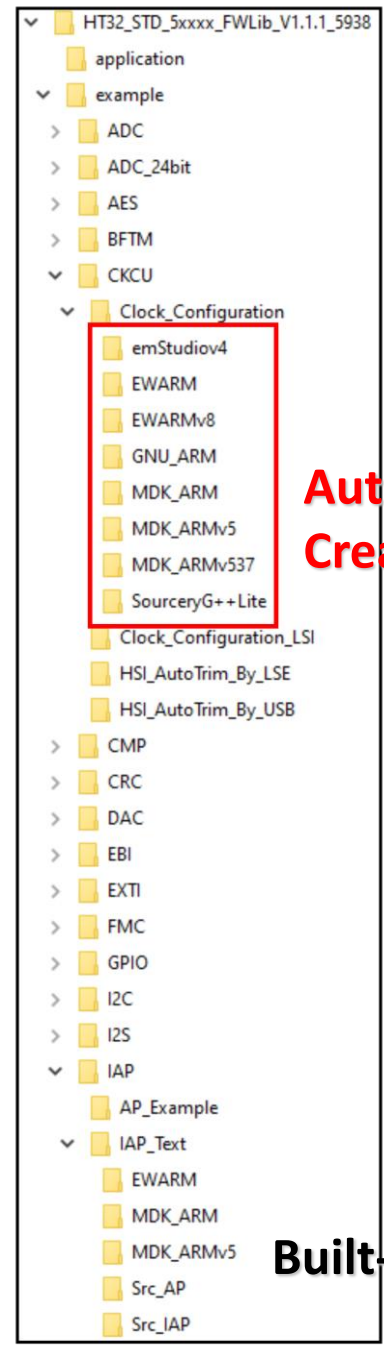 HT32_STD_5xxxx_FWLib_V1.1.1_5938
application
example
ADC
ADC_24bit
AES
BFTM
CKCU
Clock_Configuration
emStudiov4
EWARM
EWARMv8
GNU_ARM
MDK_ARM
MDK_ARMv5
MDK_ARMv537
SourceryG++Lite
Clock_Configuration_LSI
HSI_AutoTrim_By_LSE
HSI_AutoTrim_By_USB
CMP
CRC
DAC
EBI
EXTI
FMC
GPIO
I2C
I2S
IAP
AP_Example
IAP_Text
EWARM
MDK_ARM
MDK_ARMv5
Src_AP
Src_IAP